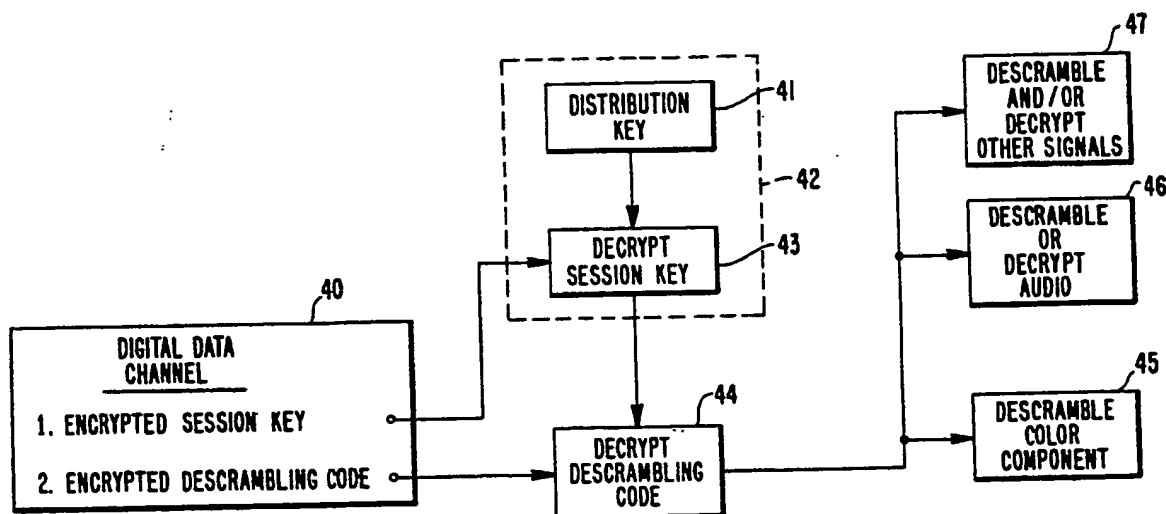 47
DESCRAMBLE
AND/OR
DECRYPT
OTHER SIGNALS
DISTRIBUTION
KEY
41
42
46
DESCRAMBLE
OR
DECRYPT
AUDIO
DECRYPT
SESSION KEY
43
40
DIGITAL DATA
CHANNEL
1. ENCRYPTED SESSION KEY
2. ENCRYPTED DESCRAMBLING CODE
44
DECRYPT
DESCRAMBLING
CODE
45
DESCRAMBLE
COLOR
COMPONENT